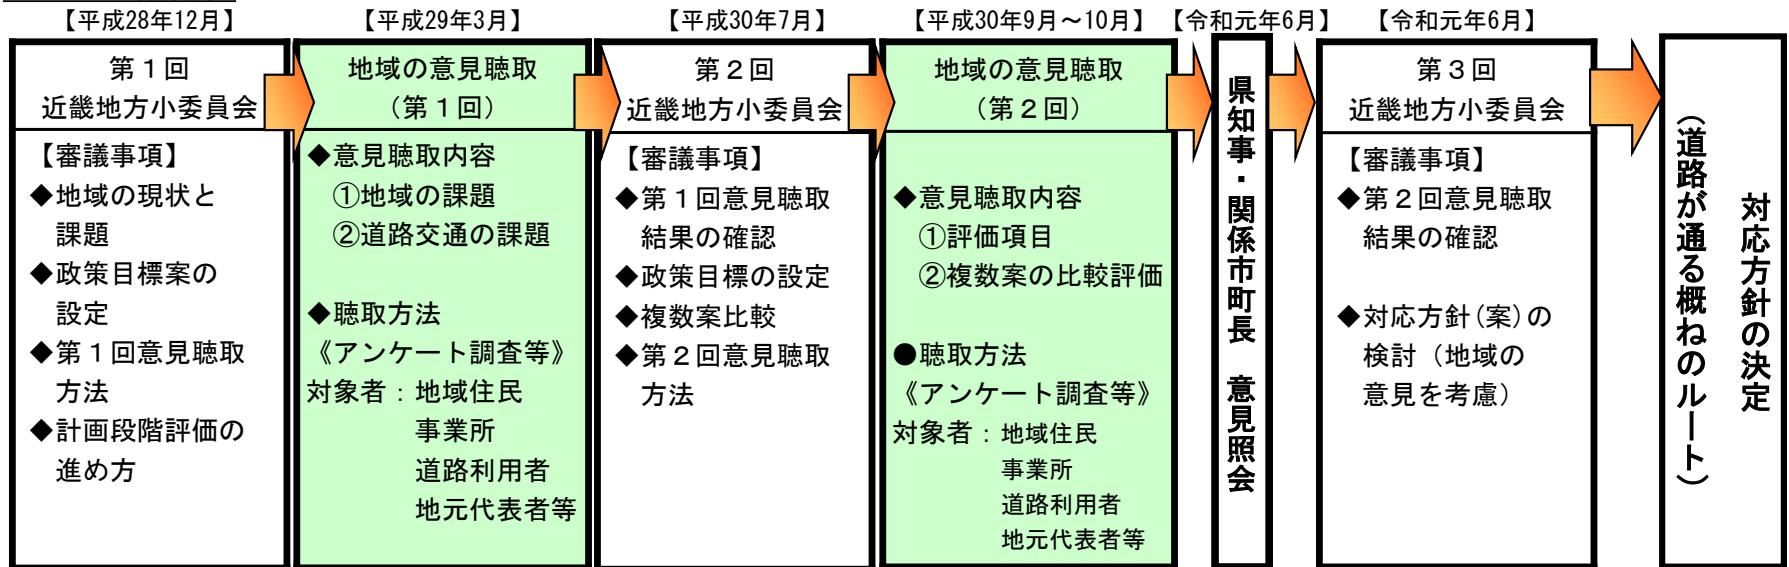 【平成28年12月】
第１回
近畿地方小委員会
【審議事項】
◆地域の現状と
課題
◆政策目標案の
設定
◆第１回意見聴取
方法
◆計画段階評価の
進め方
【平成29年3月】
地域の意見聴取
（第１回）
◆意見聴取内容
①地域の課題
②道路交通の課題
◆聴取方法
《アンケート調査等》
対象者：地域住民
事業所
道路利用者
地元代表者等
【平成30年7月】
第２回
近畿地方小委員会
【審議事項】
◆第１回意見聴取
結果の確認
◆政策目標の設定
◆複数案比較
◆第２回意見聴取
方法
【平成30年9月～10月】
地域の意見聴取
（第２回）
◆意見聴取内容
①評価項目
②複数案の比較評価
●聴取方法
《アンケート調査等》
対象者：地域住民
事業所
道路利用者
地元代表者等
【令和元年6月】
県知事・関係市町長　意見照会
【令和元年6月】
第３回
近畿地方小委員会
【審議事項】
◆第２回意見聴取
結果の確認
◆対応方針(案)の
検討（地域の
意見を考慮）
対応方針の決定
（道路が通る概ねのルート）